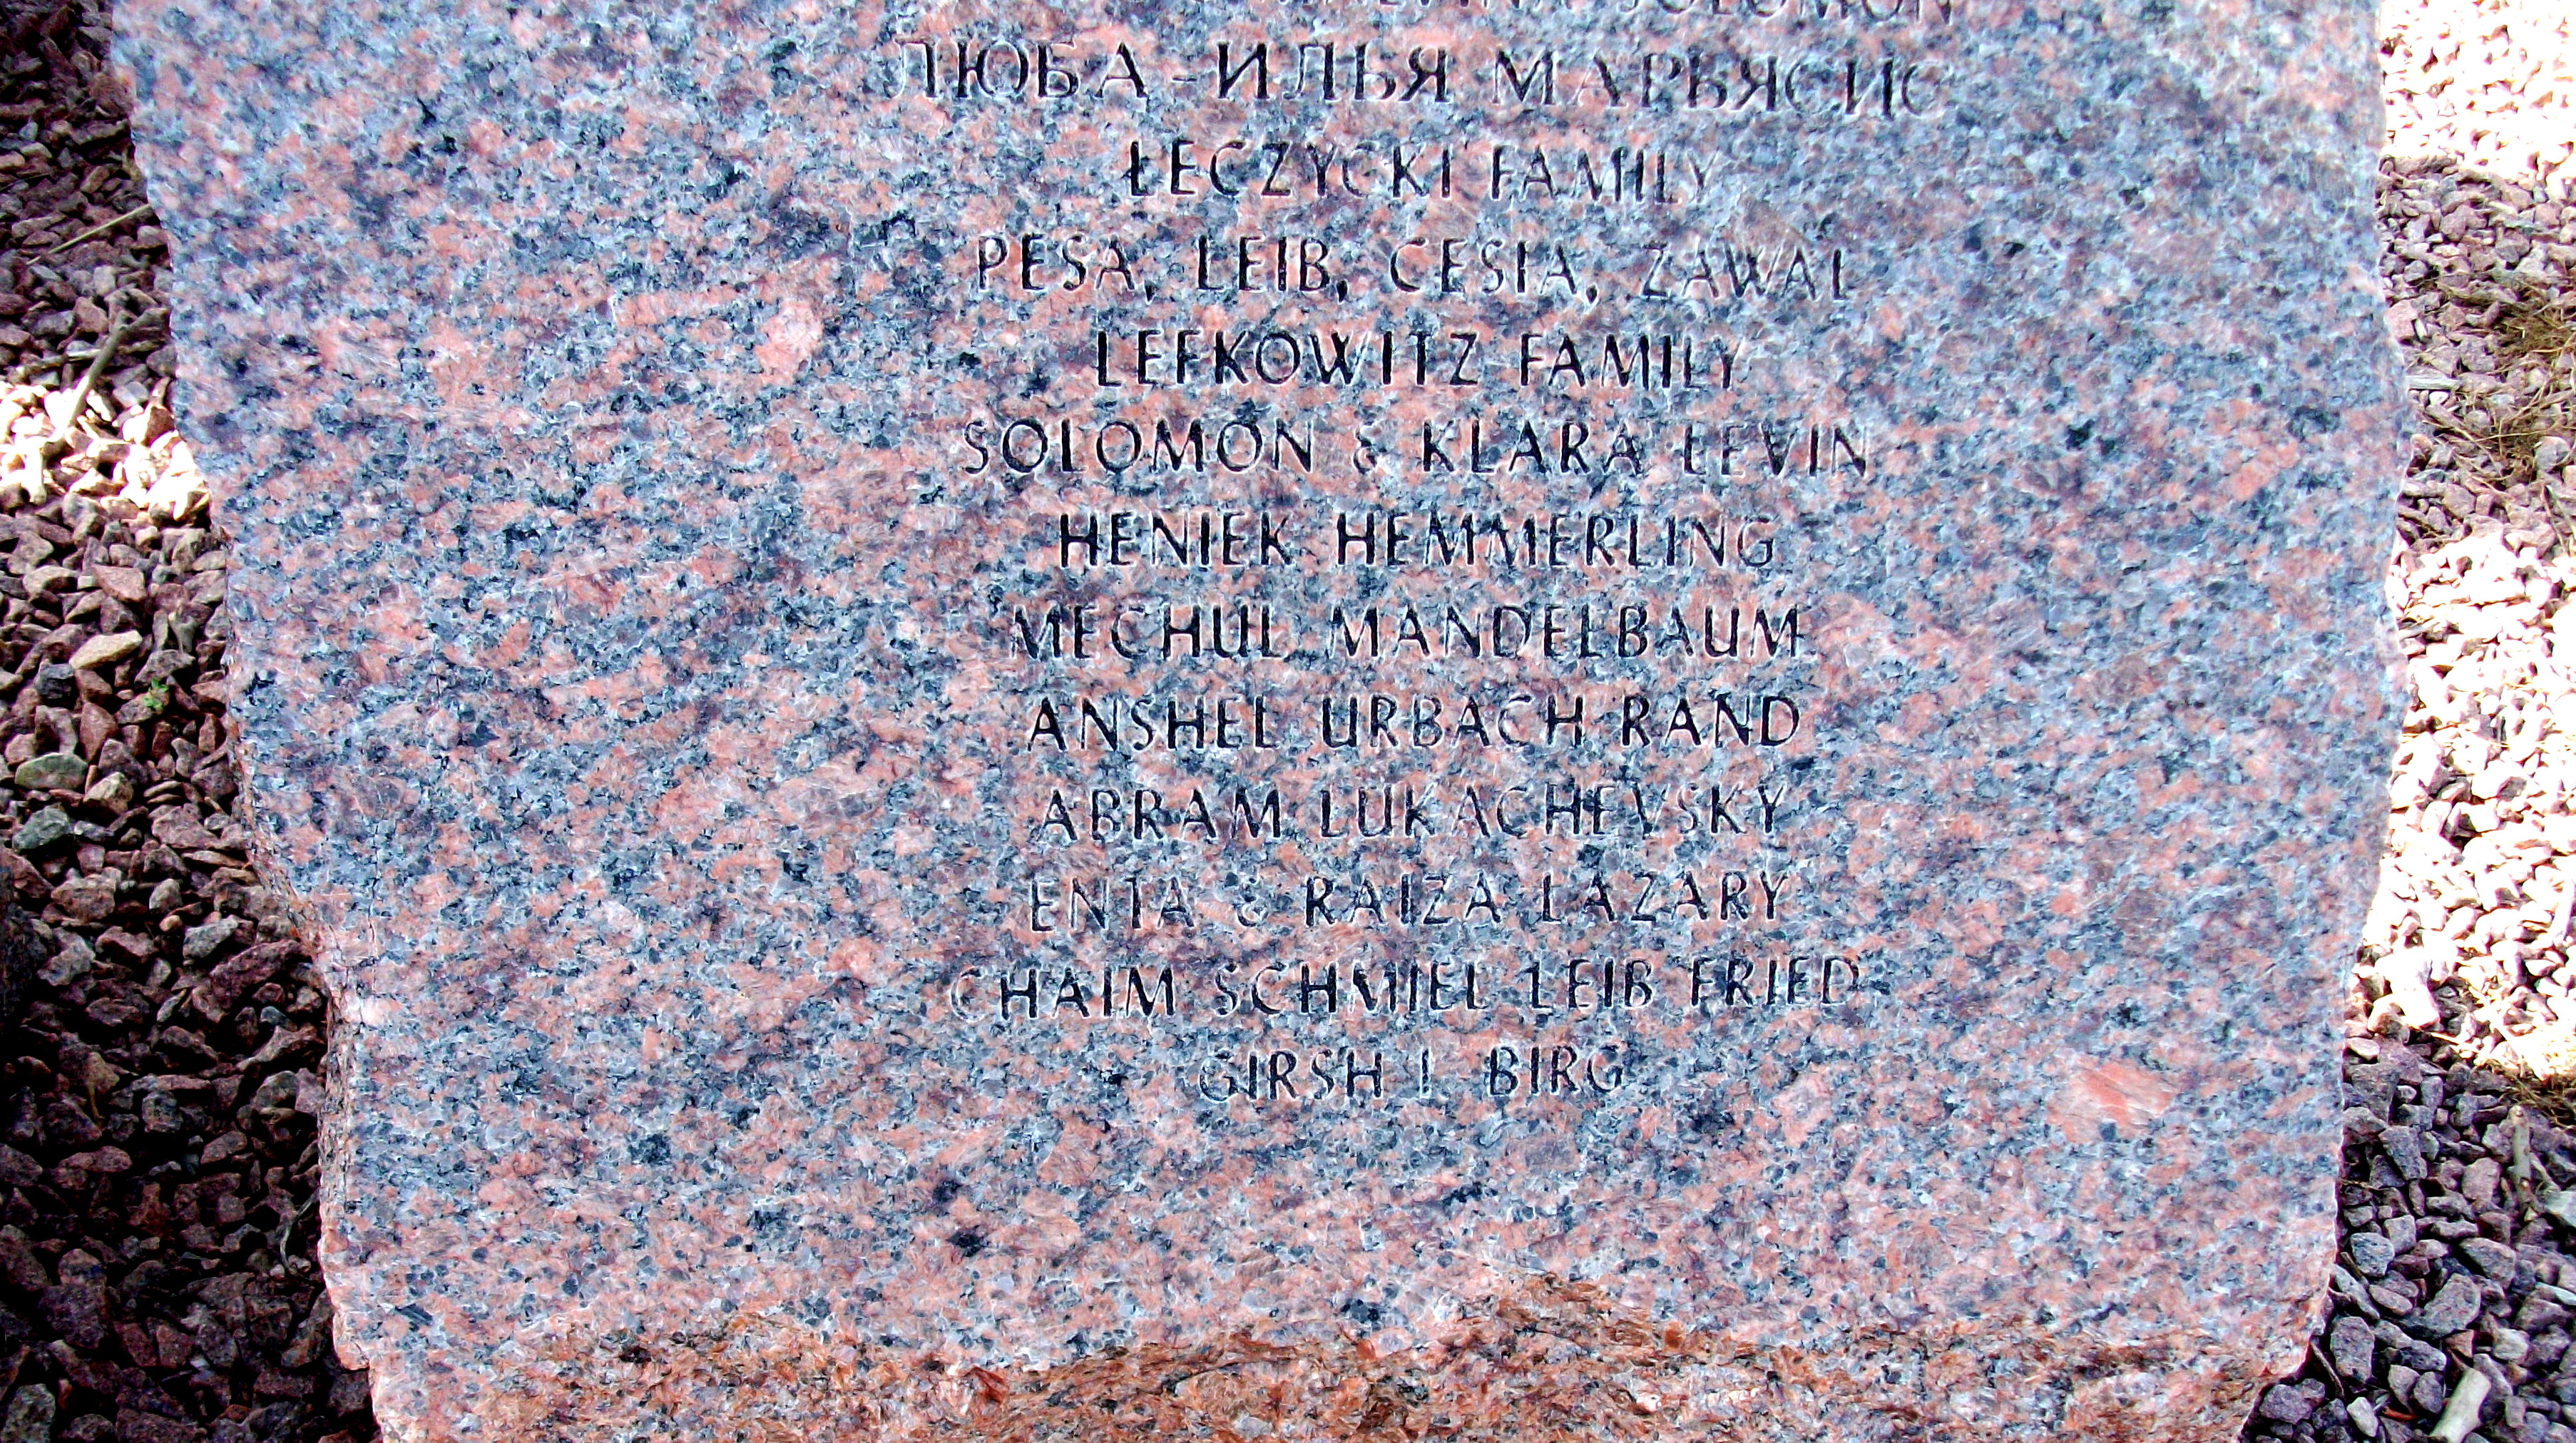 SOLOMON
ЛЮБА-ИЛЬЯ МАРЬЯСИС
ŁECZYCKI FAMILY
PESA, LEIB, CESIA, ZAWAL
LEFKOWITZ FAMILY
SOLOMON & KLARA LEVIN
HENIEK HEMMERLING
MECHUL MANDELBAUM
ANSHEL URBACH RAND
ABRAM LUKACHEVSKY
ENTA & RAIZA LAZARY
CHAIM SCHMIEL LEIB FRIED
GIRSH I BIRG